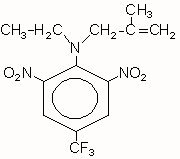 CH₃
CH₃-H₂C CH₂-C=CH₂
N
NO₂ NO₂
CF₃